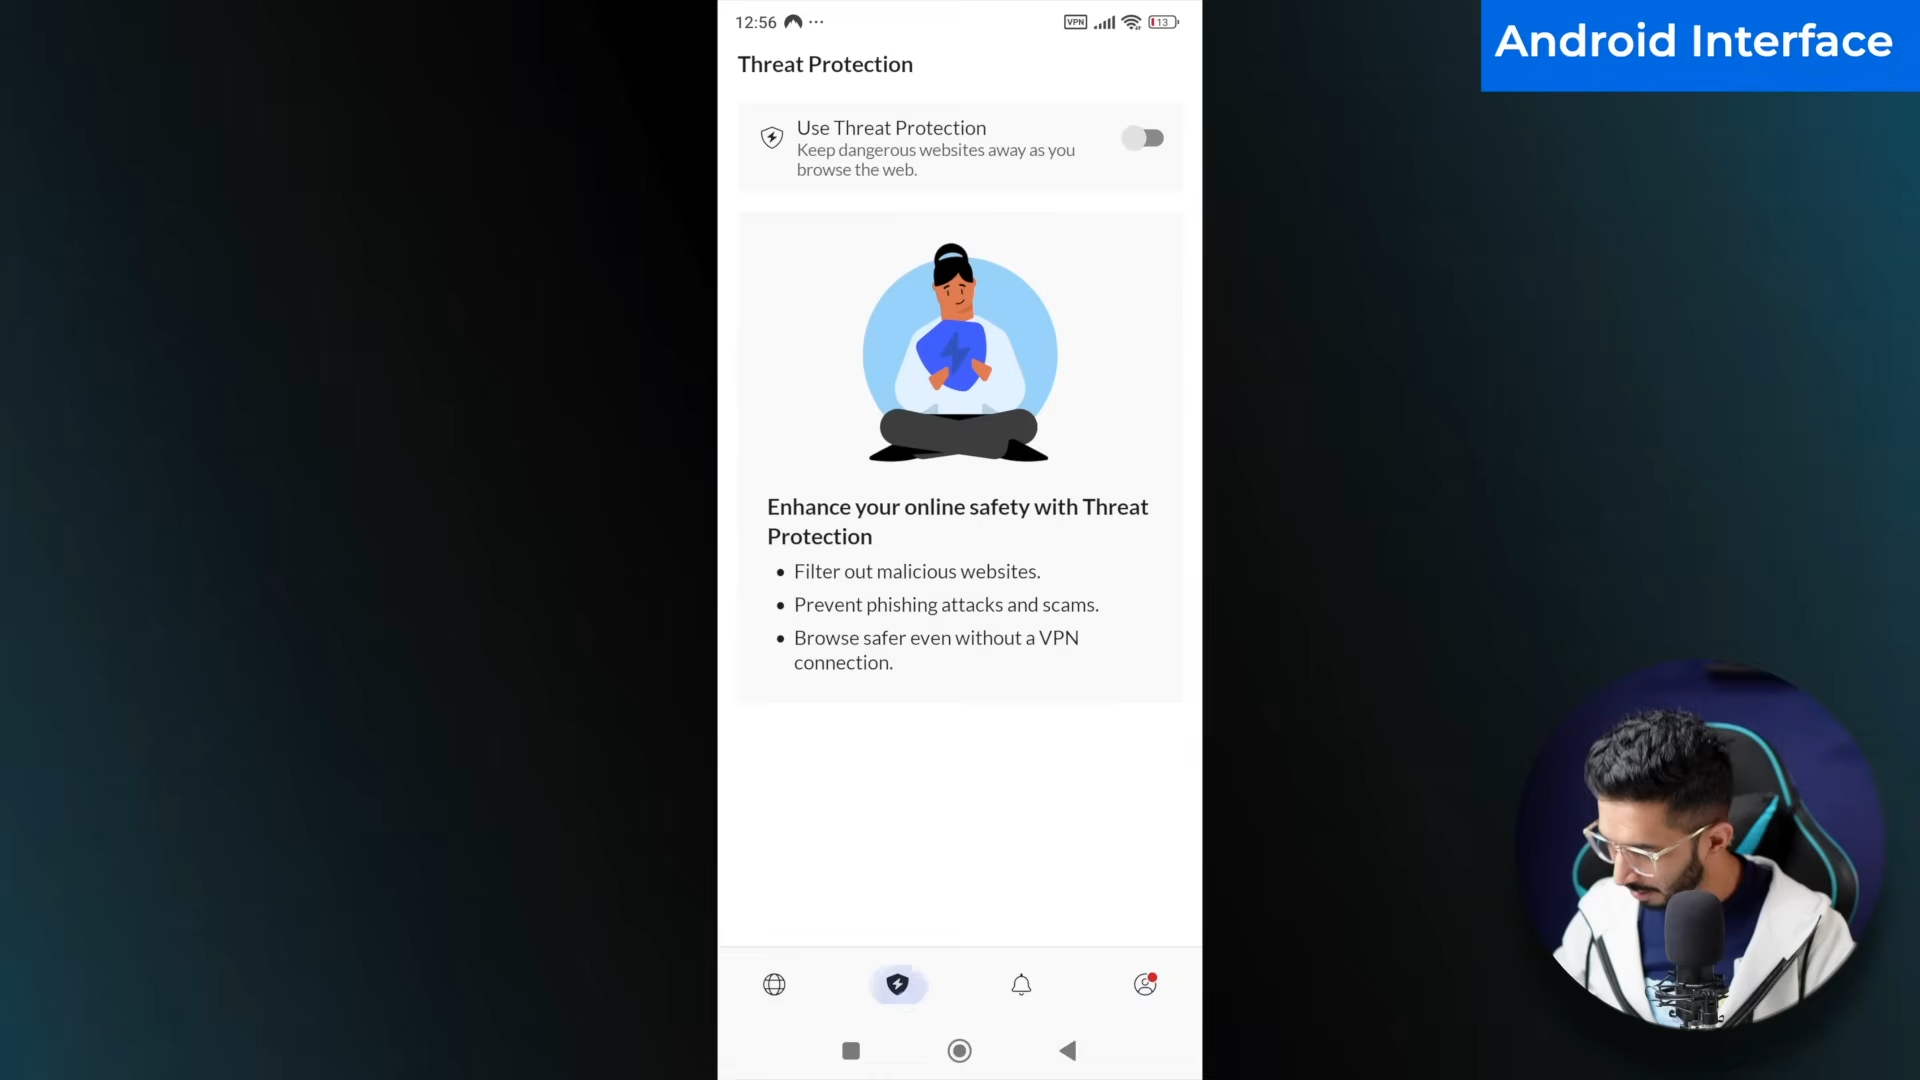 12:56
VPN
13
Android Interface
Threat Protection
Use Threat Protection
Keep dangerous websites away as you
browse the web.
Enhance your online safety with Threat
Protection
• Filter out malicious websites.
• Prevent phishing attacks and scams.
• Browse safer even without a VPN
connection.